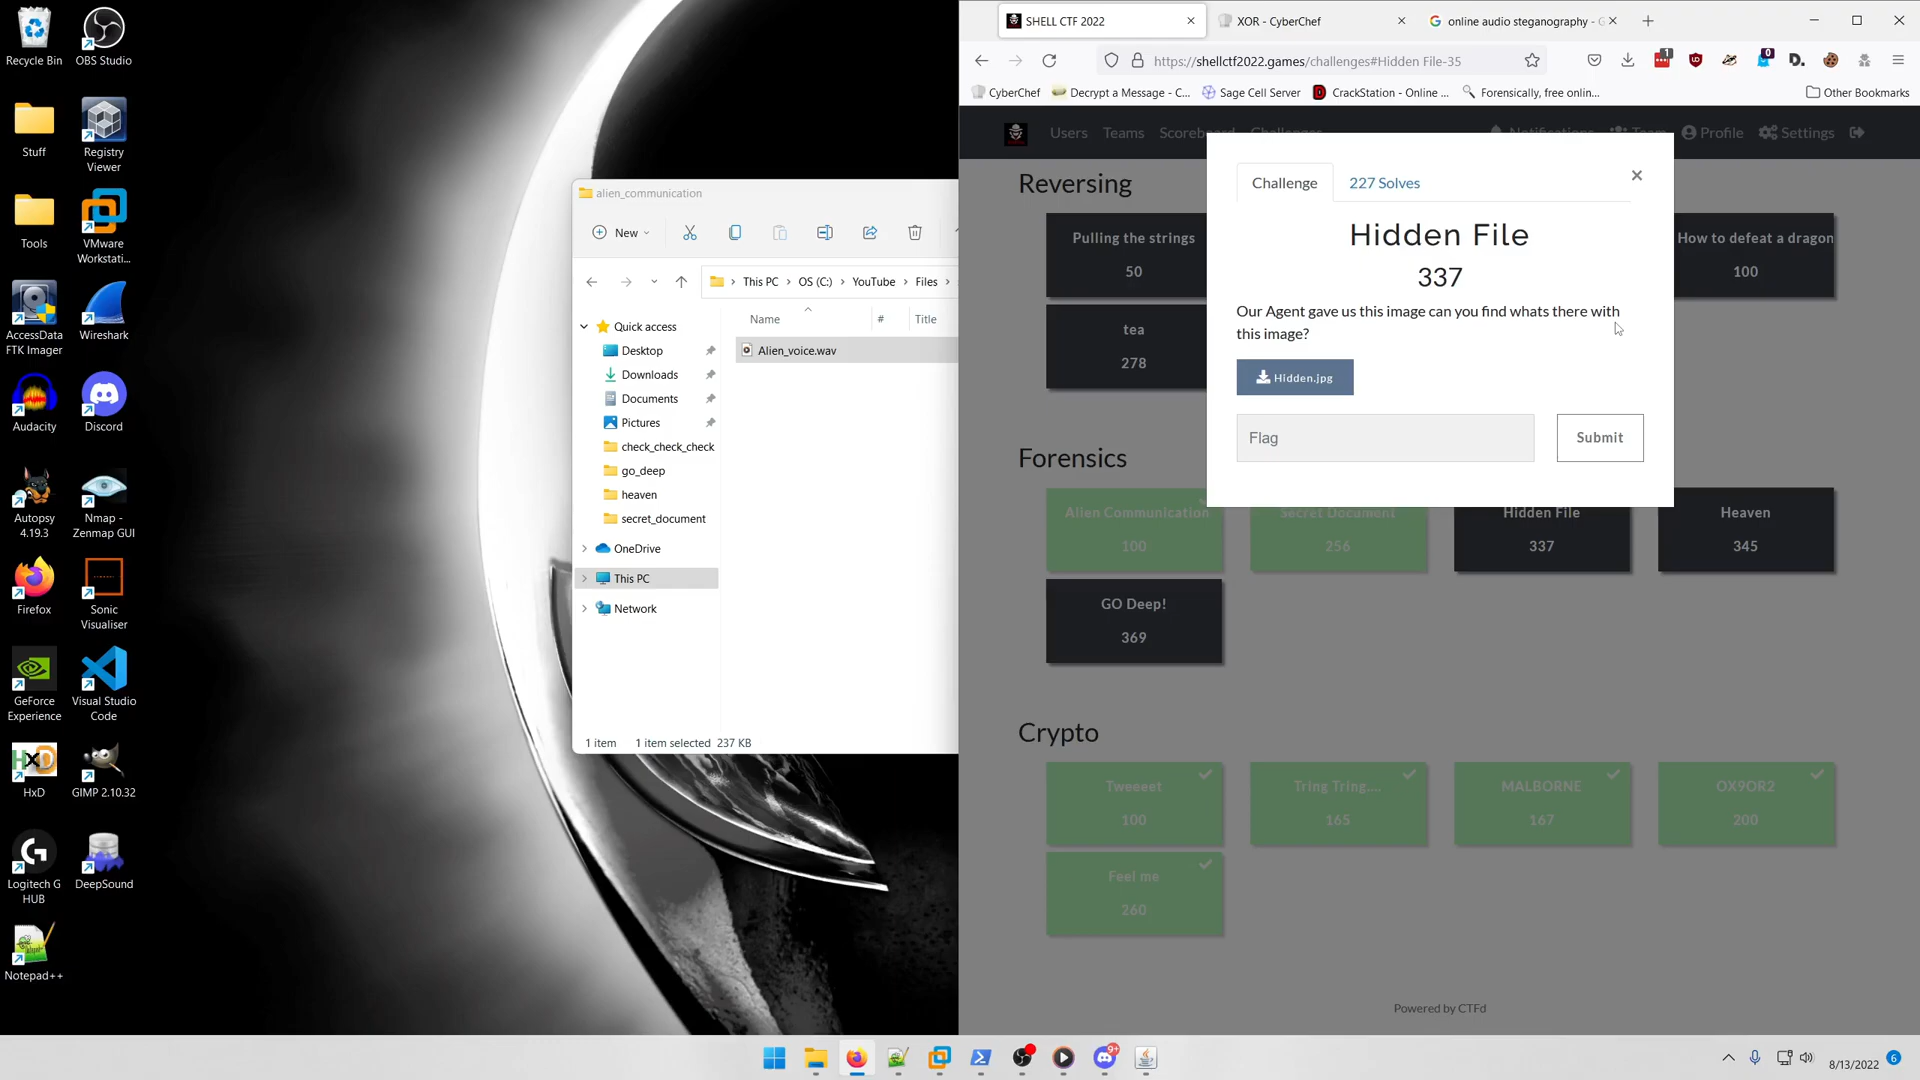 Recycle Bin
OBS Studio
Stuff
Registry
Viewer
Tools
VMware
Workstati...
AccessData
FTK Imager
Wireshark
Audacity
Discord
Autopsy
4.19.3
Nmap -
Zenmap GUI
Firefox
Sonic
Visualiser
GeForce
Experience
Visual Studio
Code
HxD
GIMP 2.10.32
Logitech G
HUB
DeepSound
Notepad++
alien_communication
New
This PC
OS (C:)
YouTube
Files
Name
#
Title
Quick access
Desktop
Downloads
Documents
Pictures
check_check_check
go_deep
heaven
secret_document
OneDrive
This PC
Network
Alien_voice.wav
1 item
1 item selected 237 KB
SHELL CTF 2022
XOR - CyberChef
online audio steganography - G
https://shellctf2022.games/challenges#Hidden File-35
1
0
CyberChef
Decrypt a Message - C...
Sage Cell Server
CrackStation - Online ...
Forensically, free onlin...
Other Bookmarks
Users
Teams
Scoreboard
Challenges
Notifications
Team
Profile
Settings
Reversing
Pulling the strings
50
How to defeat a dragon
100
tea
278
Challenge
227 Solves
Hidden File
337
Our Agent gave us this image can you find whats there with
this image?
Hidden.jpg
Flag
Submit
Forensics
Alien Communication
100
Secret Document
256
Hidden File
337
Heaven
345
GO Deep!
369
Crypto
Tweeeet
100
Tring Tring....
165
MALBORNE
167
OX9OR2
200
Feel me
260
Powered by CTFd
9+
8/13/2022
6